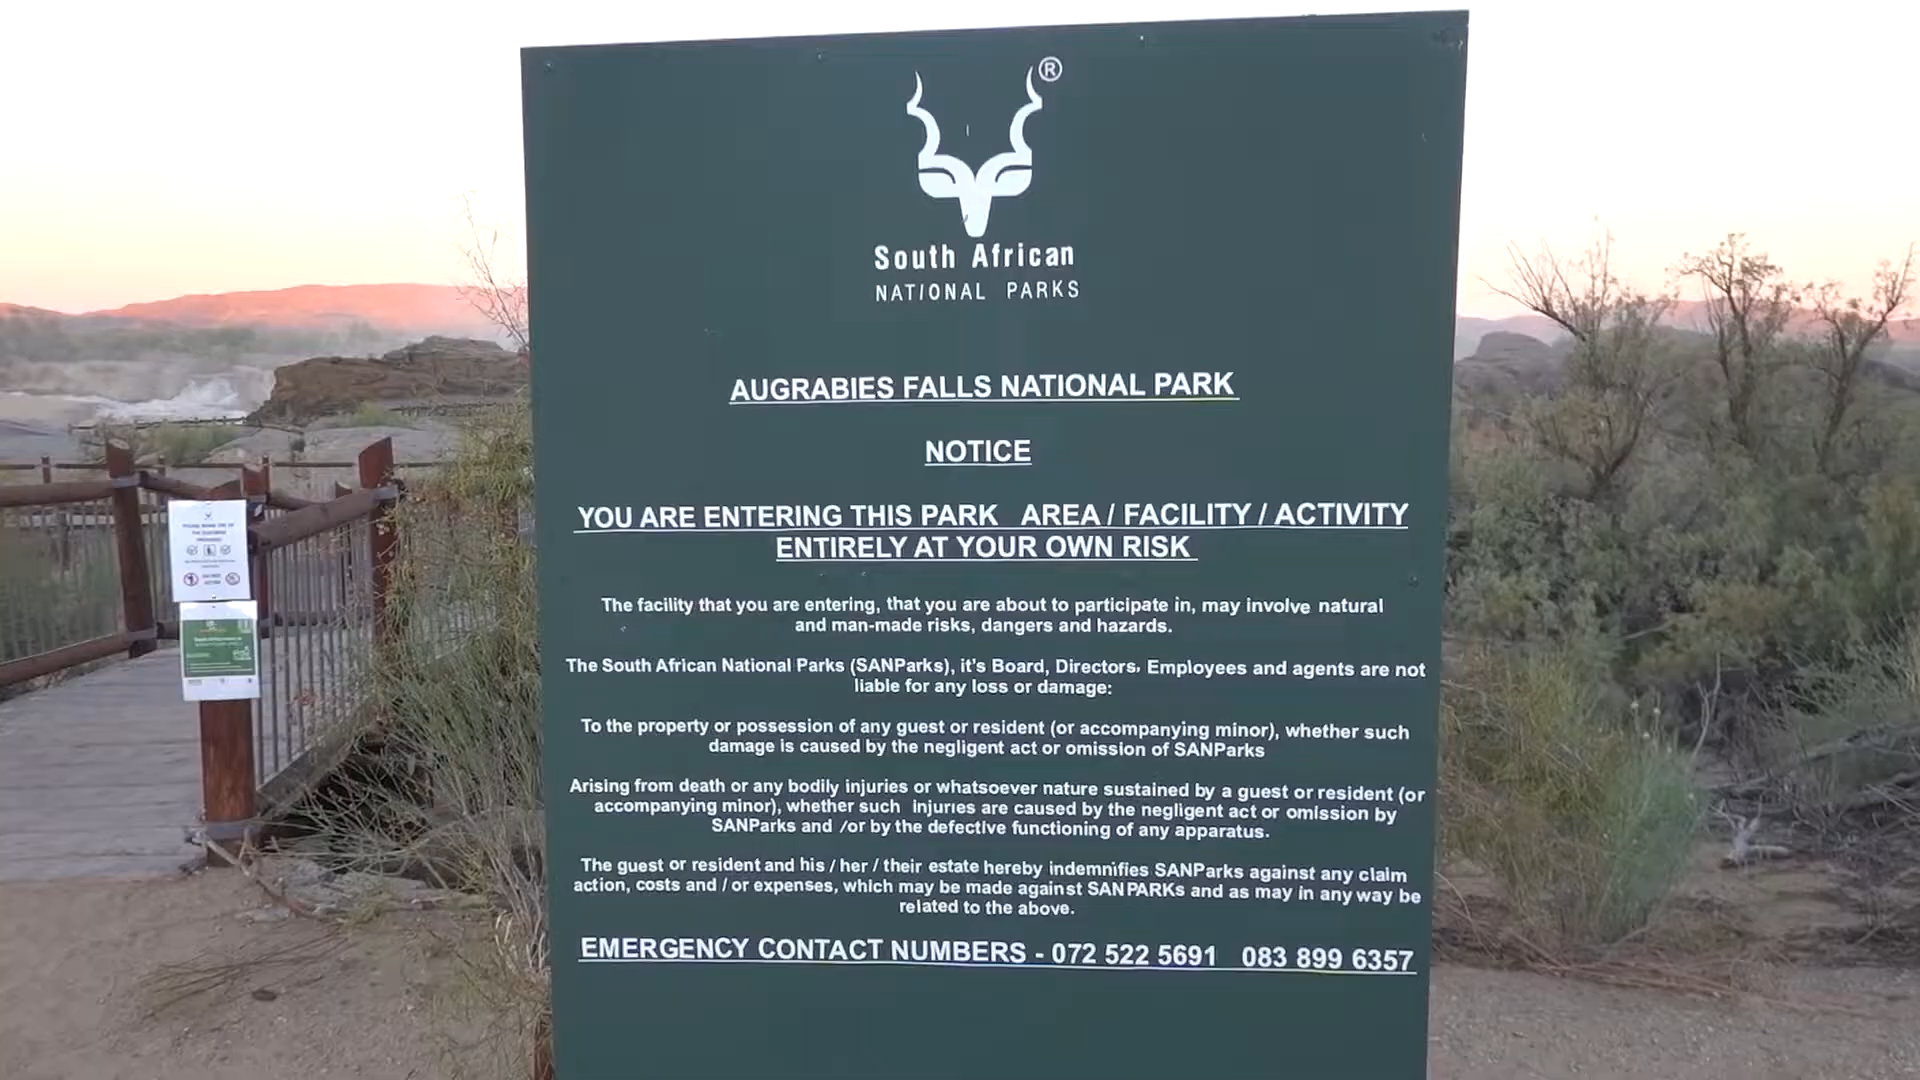 ®
South African
NATIONAL PARKS
AUGRABIES FALLS NATIONAL PARK
NOTICE
YOU ARE ENTERING THIS PARK AREA / FACILITY / ACTIVITY
ENTIRELY AT YOUR OWN RISK
The facility that you are entering, that you are about to participate in, may involve natural
and man-made risks, dangers and hazards.
The South African National Parks (SANParks), it's Board, Directors, Employees and agents are not
liable for any loss or damage:
To the property or possession of any guest or resident (or accompanying minor), whether such
damage is caused by the negligent act or omission of SANParks
Arising from death or any bodily injuries or whatsoever nature sustained by a guest or resident (or
accompanying minor), whether such injuries are caused by the negligent act or omission by
SANParks and /or by the defective functioning of any apparatus.
The guest or resident and his / her / their estate hereby indemnifies SANParks against any claim
action, costs and / or expenses, which may be made against SANPARKs and as may in any way be
related to the above.
EMERGENCY CONTACT NUMBERS - 072 522 5691 083 899 6357